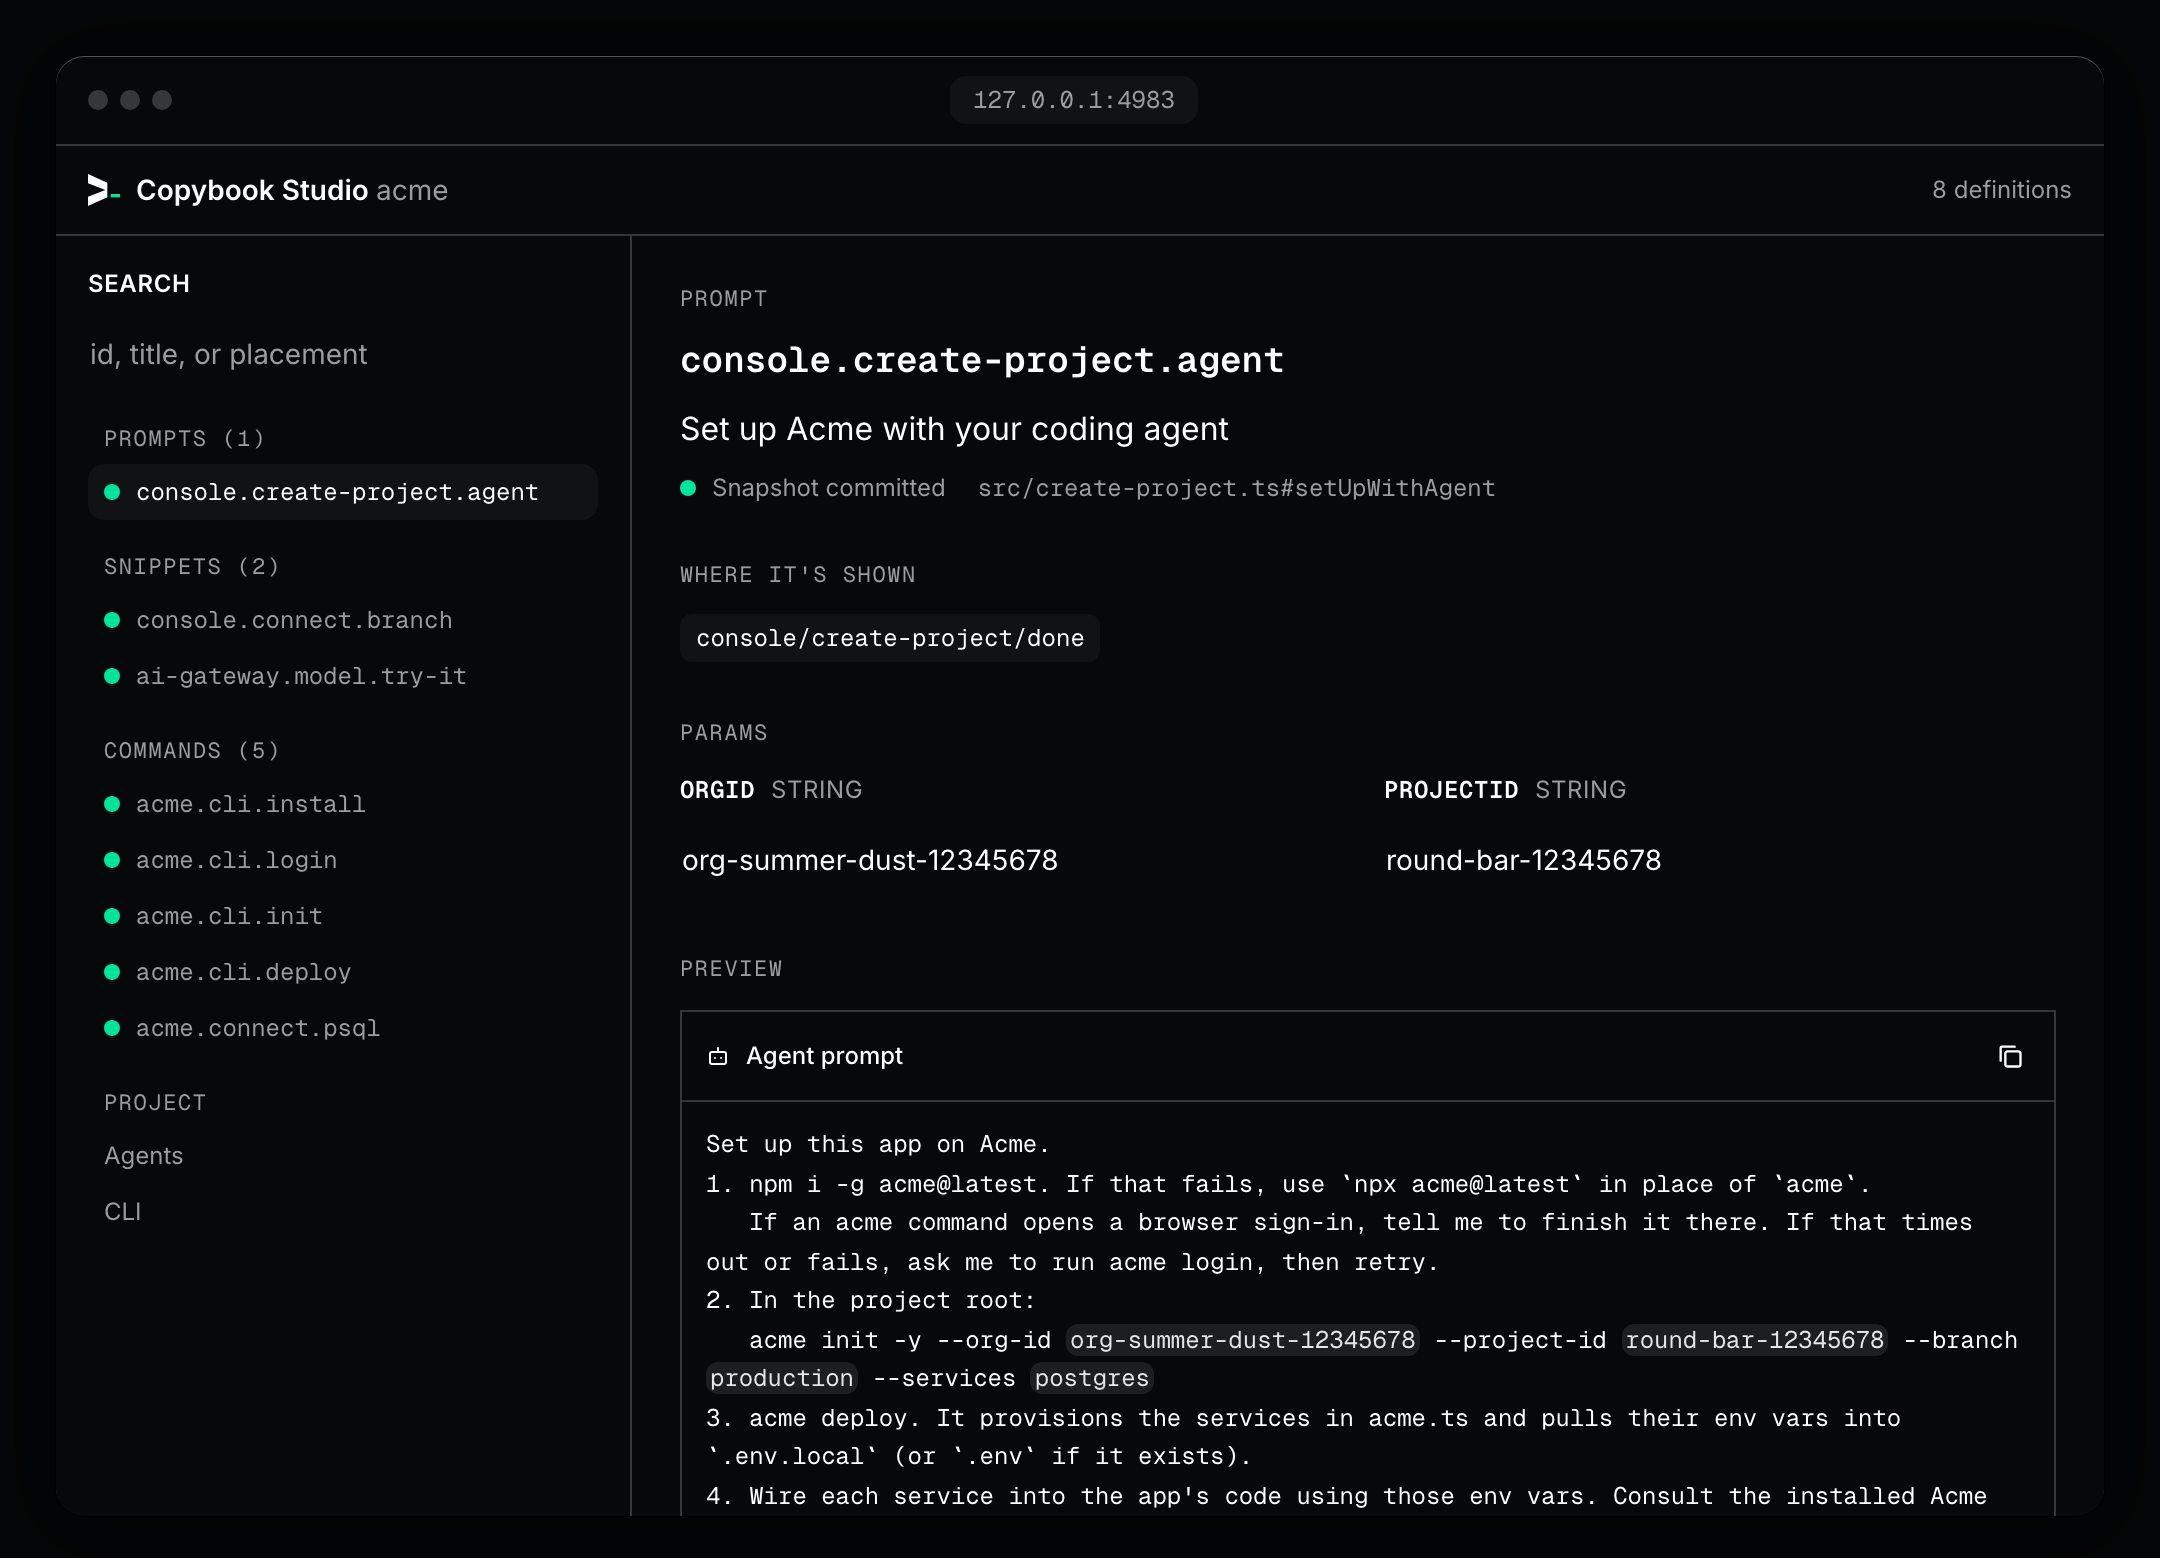 127.0.0.1:4983
Copybook Studio acme
8 definitions
SEARCH
id, title, or placement
PROMPTS (1)
console.create-project.agent
SNIPPETS (2)
console.connect.branch
ai-gateway.model.try-it
COMMANDS (5)
acme.cli.install
acme.cli.login
acme.cli.init
acme.cli.deploy
acme.connect.psql
PROJECT
Agents
CLI
PROMPT
console.create-project.agent
Set up Acme with your coding agent
Snapshot committed src/create-project.ts#setUpWithAgent
WHERE IT'S SHOWN
console/create-project/done
PARAMS
ORGID STRING
PROJECTID STRING
org-summer-dust-12345678
round-bar-12345678
PREVIEW
Agent prompt
Set up this app on Acme.
1. npm i -g acme@latest. If that fails, use `npx acme@latest` in place of `acme`.
If an acme command opens a browser sign-in, tell me to finish it there. If that times
out or fails, ask me to run acme login, then retry.
2. In the project root:
acme init -y --org-id org-summer-dust-12345678 --project-id round-bar-12345678 --branch
production --services postgres
3. acme deploy. It provisions the services in acme.ts and pulls their env vars into
`.env.local` (or `.env` if it exists).
4. Wire each service into the app's code using those env vars. Consult the installed Acme